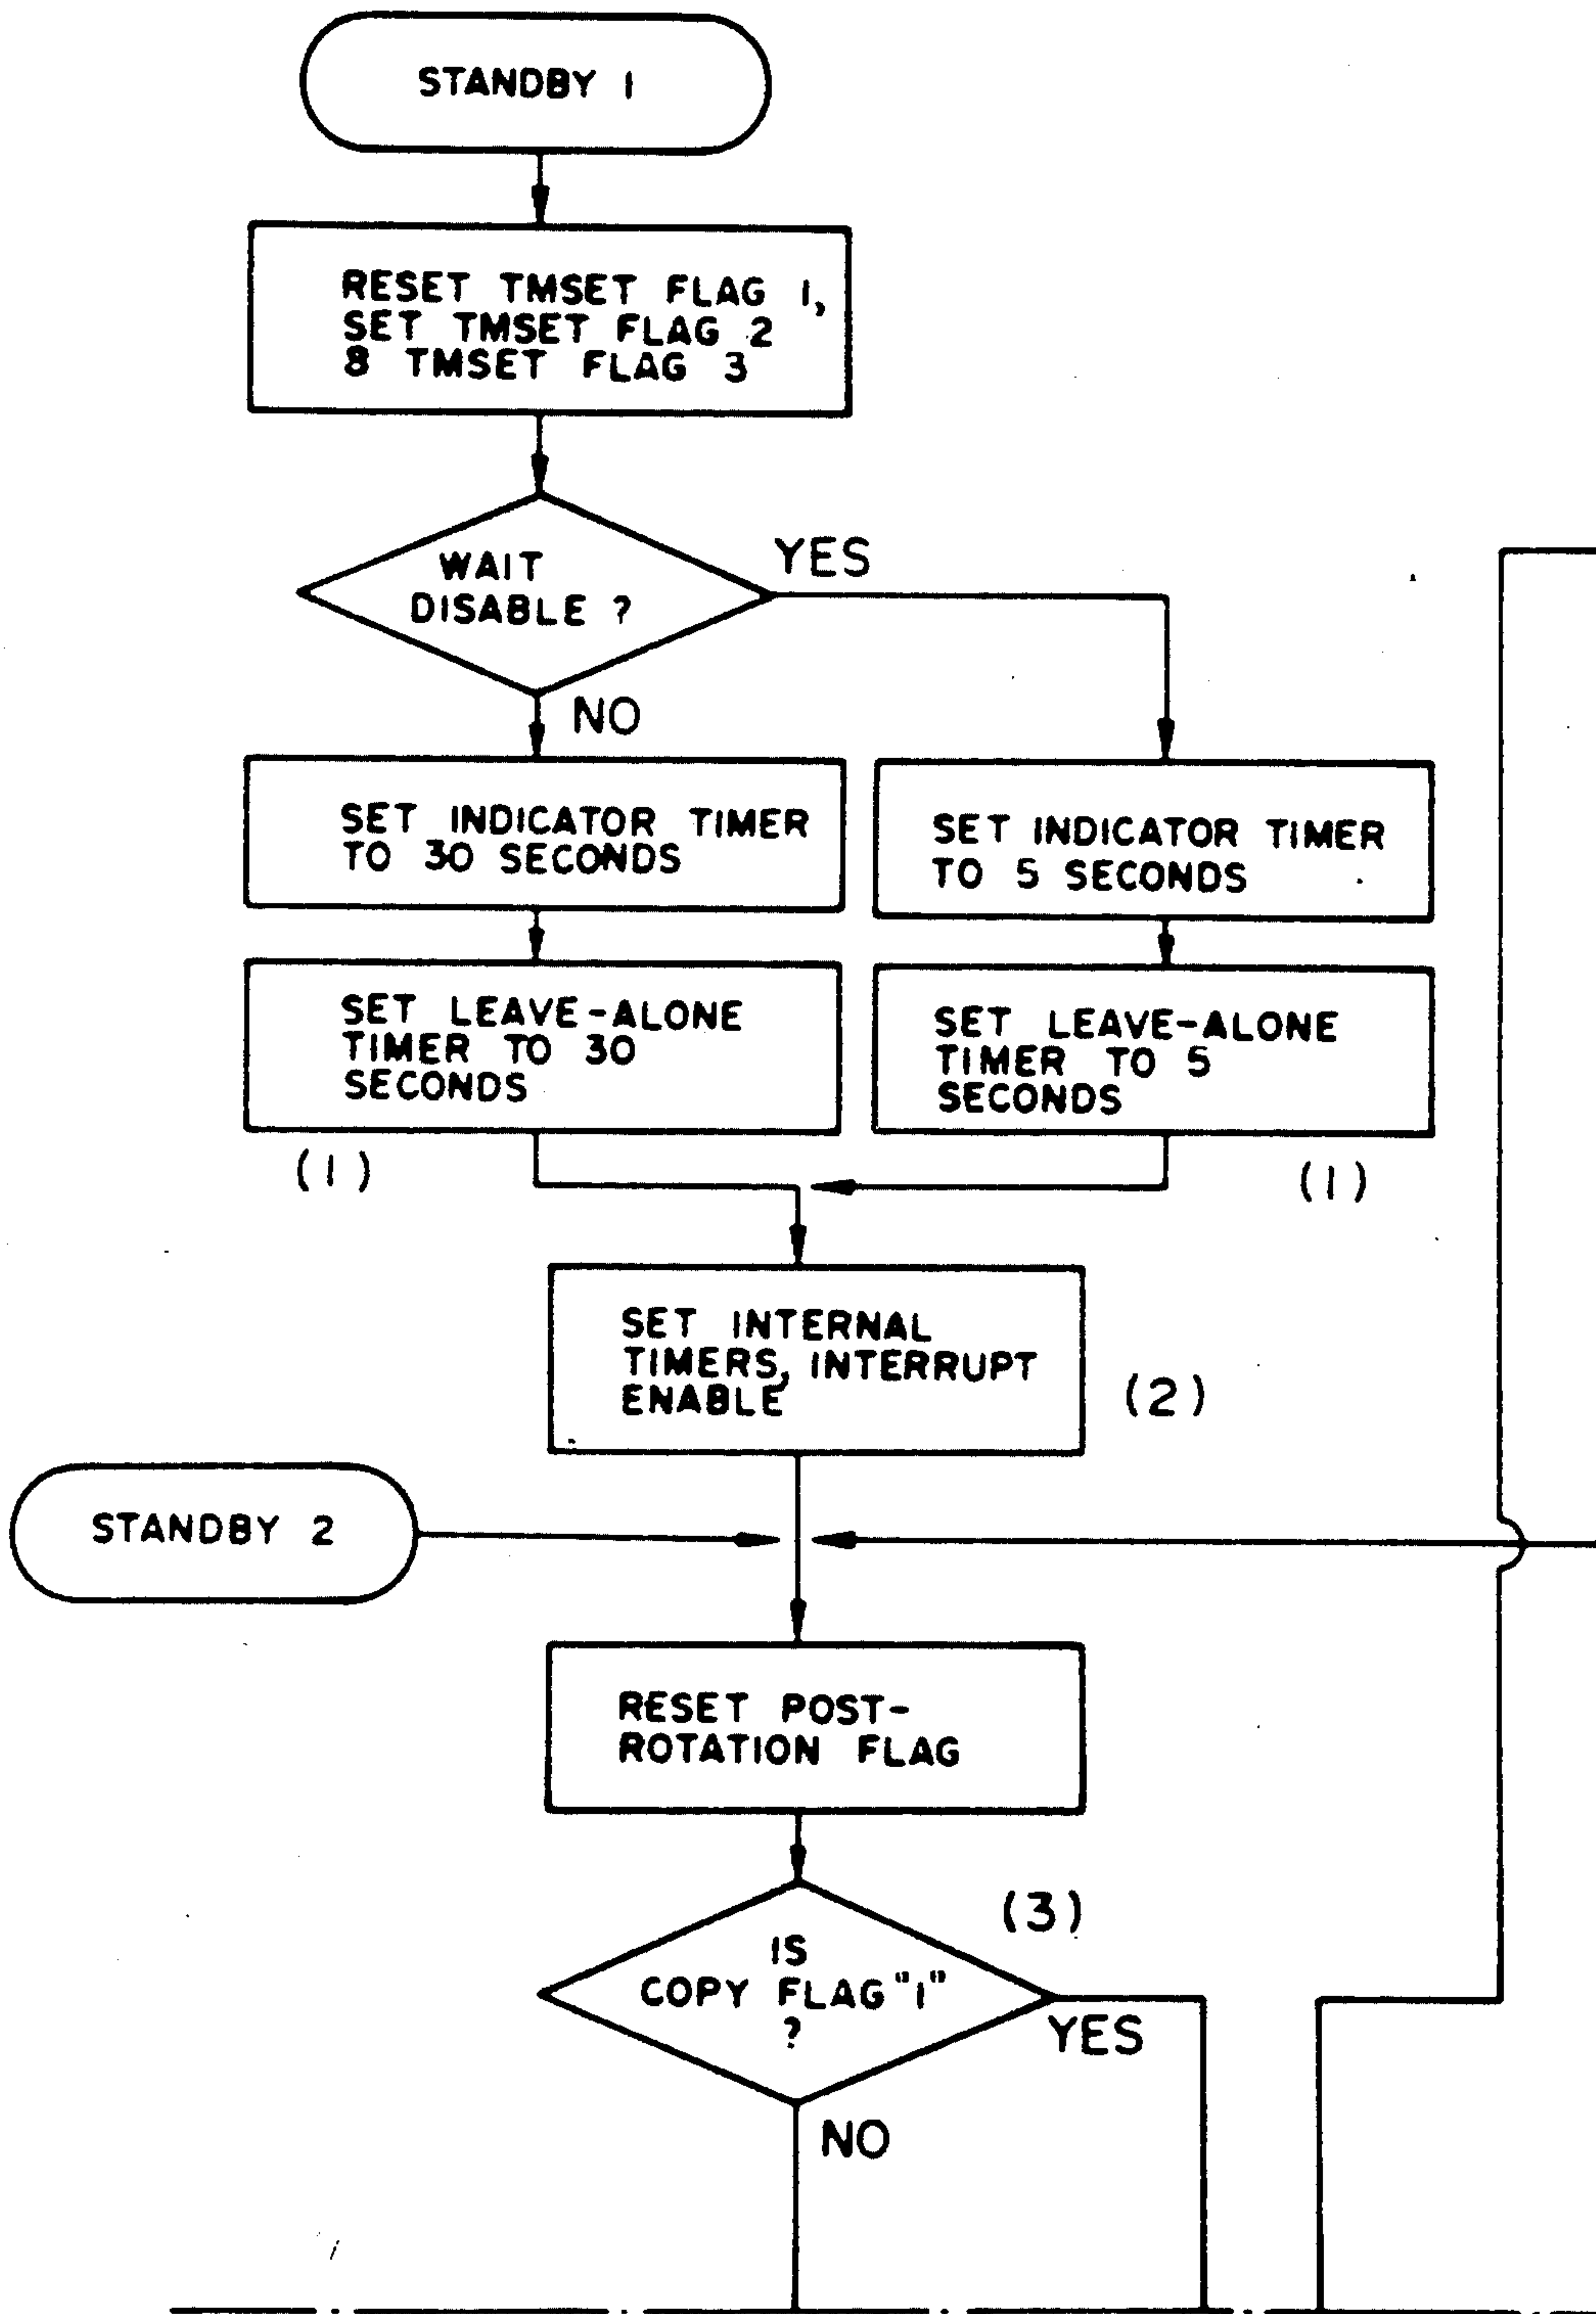 STANDBY 1
RESET TMSET FLAG 1,
SET TMSET FLAG 2
8 TMSET FLAG 3
WAIT
DISABLE ?
YES
NO
SET INDICATOR TIMER
TO 30 SECONDS
SET INDICATOR TIMER
TO 5 SECONDS
SET LEAVE-ALONE
TIMER TO 30
SECONDS
SET LEAVE-ALONE
TIMER TO 5
SECONDS
(1)
(1)
SET INTERNAL
TIMERS, INTERRUPT
ENABLE
(2)
STANDBY 2
RESET POST-
ROTATION FLAG
(3)
IS
COPY FLAG "1"
?
YES
NO